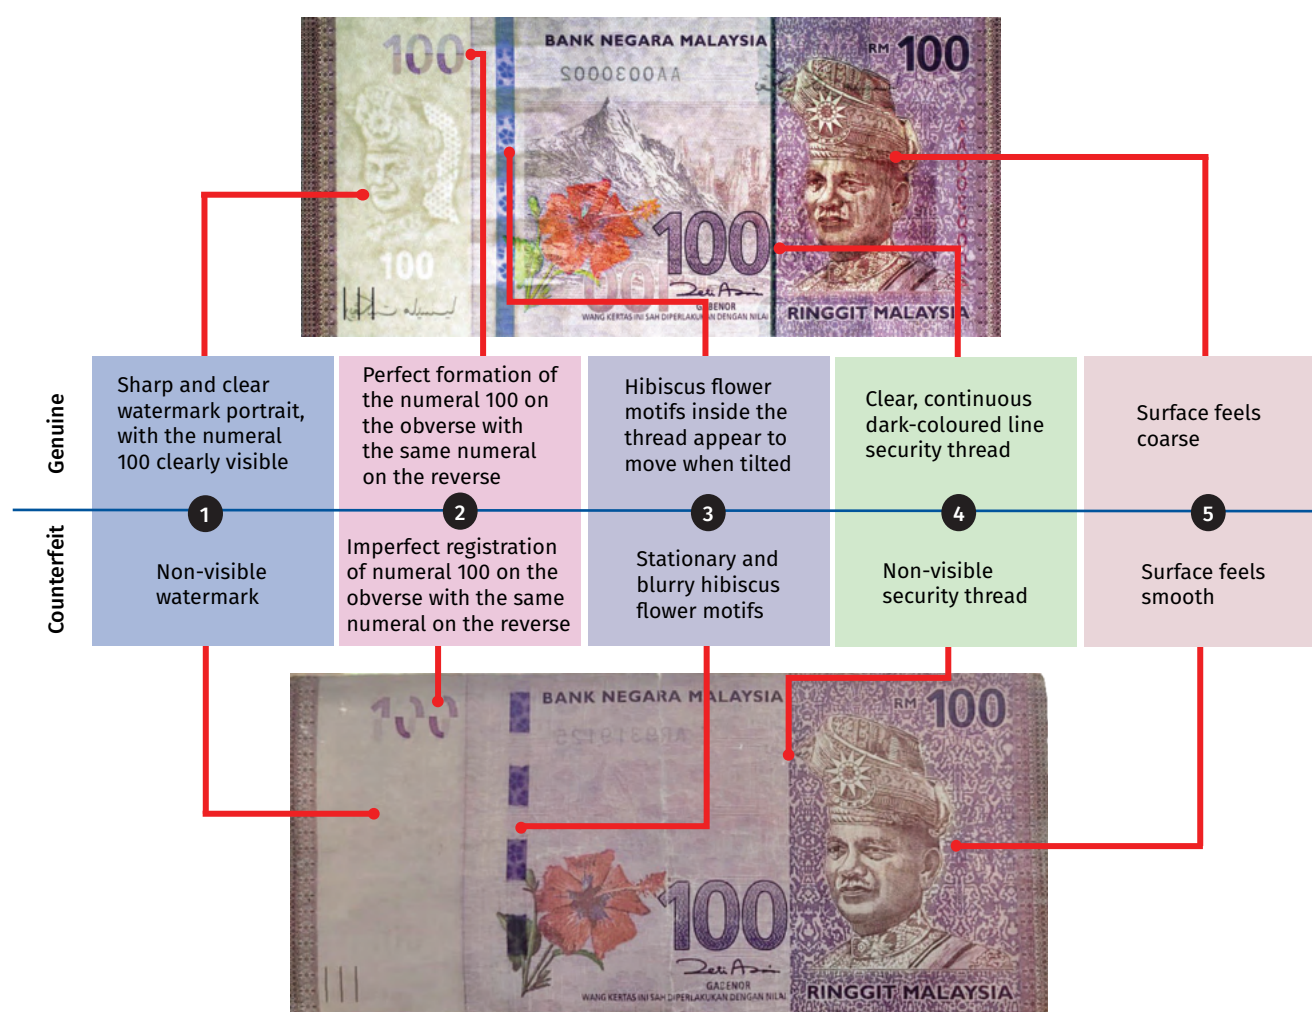 100
BANK NEGARA MALAYSIA
RM 100
AA0030002
100
100
100
GABENOR
WANG KERTAS INI SAH DIPERLAKUKAN DENGAN NILAI
RINGGIT MALAYSIA
Genuine
Sharp and clear
watermark portrait,
with the numeral
100 clearly visible
Perfect formation of
the numeral 100 on
the obverse with
the same numeral
on the reverse
Hibiscus flower
motifs inside the
thread appear to
move when tilted
Clear, continuous
dark-coloured line
security thread
Surface feels
coarse
1
2
3
4
5
Counterfeit
Non-visible
watermark
Imperfect registration
of numeral 100 on the
obverse with the same
numeral on the reverse
Stationary and
blurry hibiscus
flower motifs
Non-visible
security thread
Surface feels
smooth
100
BANK NEGARA MALAYSIA
RM 100
100
GABENOR
WANG KERTAS INI SAH DIPERLAKUKAN DENGAN NILAI
RINGGIT MALAYSIA